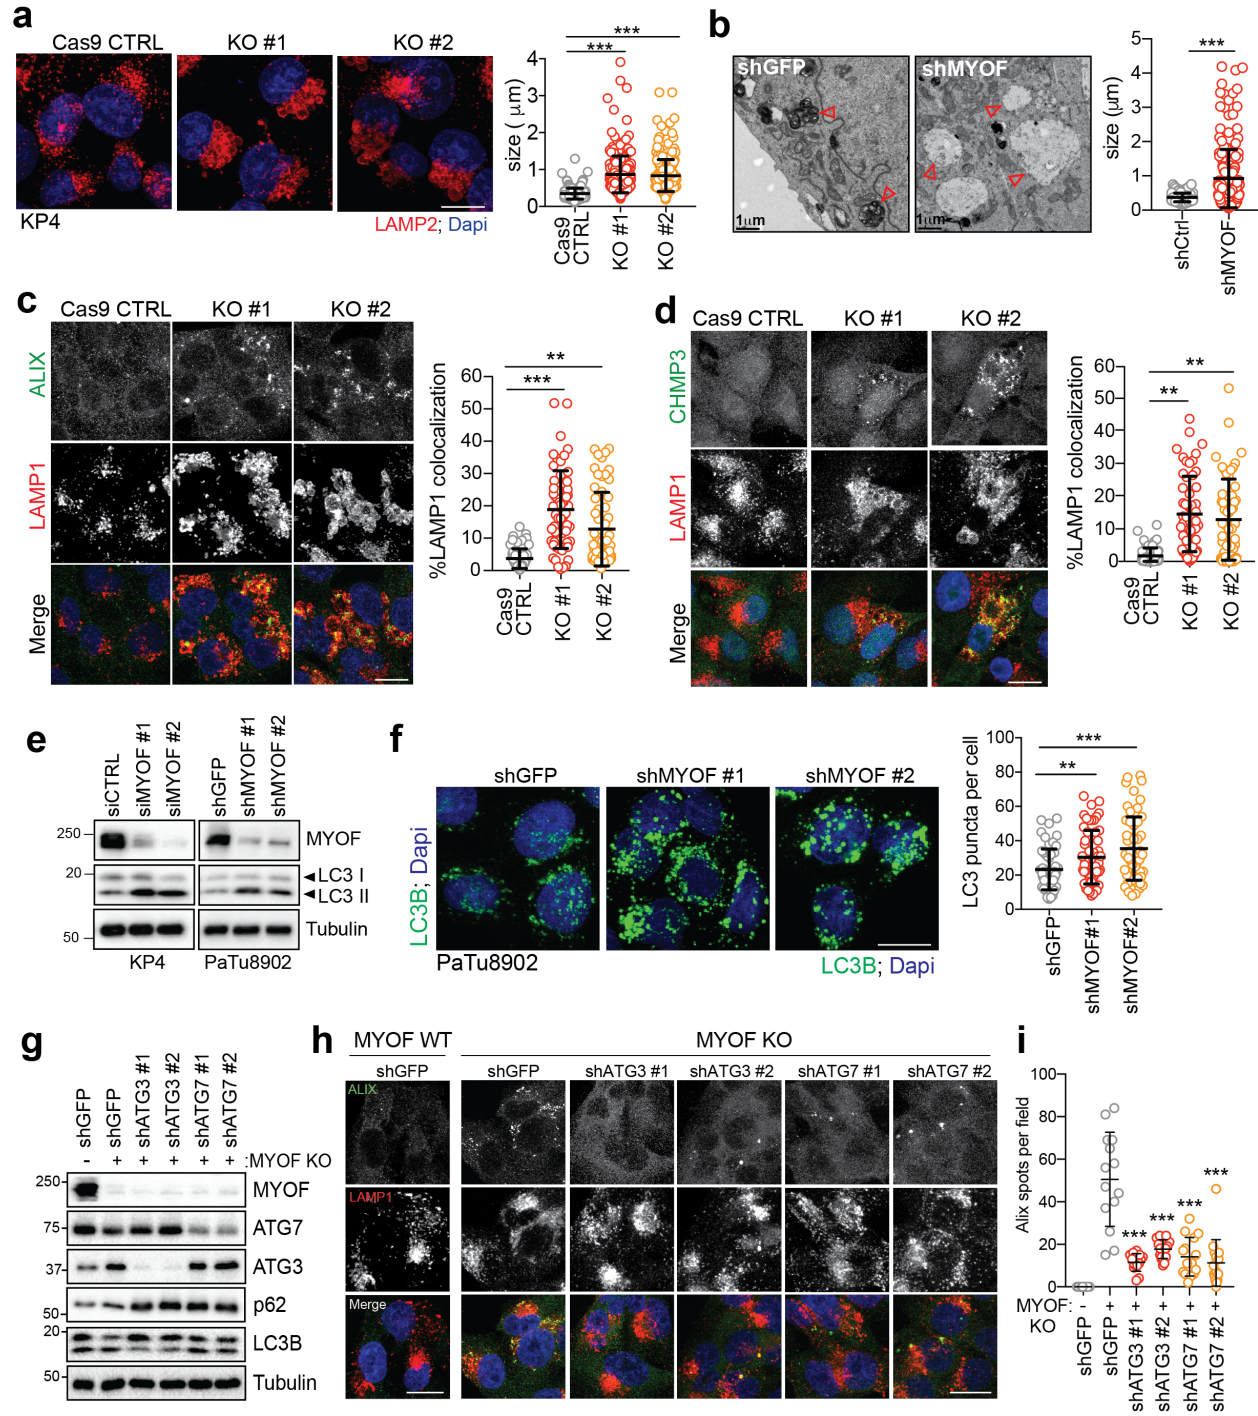 a
Cas9 CTRL KO #1 KO #2
KP4
LAMP2; Dapi
size ( μm)
4
3
2
1
0
*** ***
Cas9 CTRL
KO #1
KO #2
b
shGFP shMYOF
1μm 1μm
size (μm)
5
4
3
2
1
0
***
shCtrl
shMYOF
c
Cas9 CTRL KO #1 KO #2
ALIX
LAMP1
Merge
%LAMP1 colocalization
60
50
40
30
20
10
0
**
***
Cas9 CTRL
KO #1
KO #2
d
Cas9 CTRL KO #1 KO #2
CHMP3
LAMP1
Merge
%LAMP1 colocalization
60
40
30
20
10
0
**
**
Cas9 CTRL
KO #1
KO #2
e
siCTRL
siMYOF #1
siMYOF #2
shGFP
shMYOF #1
shMYOF #2
250 MYOF
20 LC3 I
LC3 II
50 Tubulin
KP4 PaTu8902
f
shGFP shMYOF #1 shMYOF #2
LC3B; Dapi
PaTu8902
LC3B; Dapi
LC3 puncta per cell
100
80
60
40
20
0
***
**
shGFP
shMYOF#1
shMYOF#2
g
shGFP
shGFP
shATG3 #1
shATG3 #2
shATG7 #1
shATG7 #2
- + + + + + :MYOF KO
250 MYOF
75 ATG7
37 ATG3
50 p62
20 LC3B
50 Tubulin
h
MYOF WT MYOF KO
shGFP shGFP shATG3 #1 shATG3 #2 shATG7 #1 shATG7 #2
ALIX
LAMP1
Merge
i
Alix spots per field
100
80
60
40
20
0
*** *** *** ***
MYOF: - + + + + +
KO
shGFP
shGFP
shATG3 #1
shATG3 #2
shATG7 #1
shATG7 #2